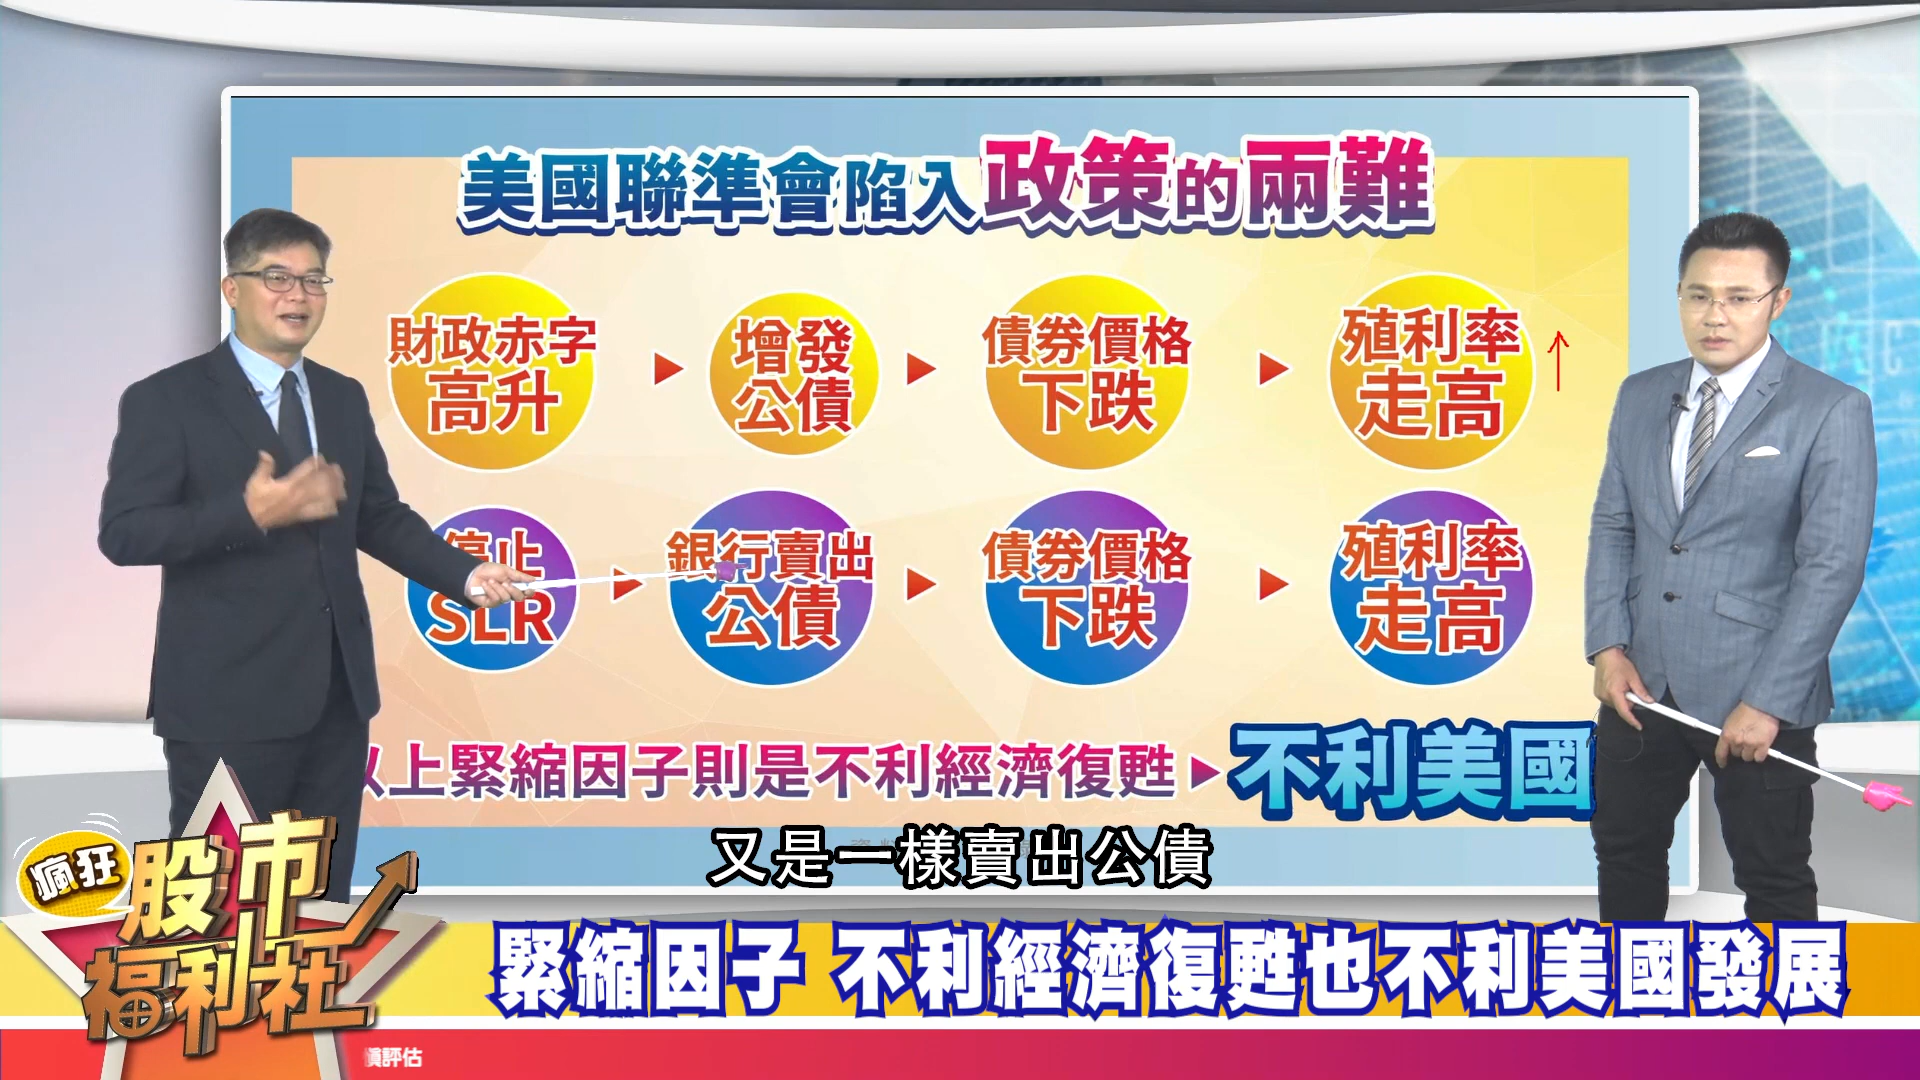 美國聯準會陷入政策的兩難
財政赤字
高升
增發
公債
債券價格
下跌
殖利率
走高
停止
SLR
銀行賣出
公債
債券價格
下跌
殖利率
走高
以上緊縮因子則是不利經濟復甦
不利美國
又是一樣賣出公債
瘋狂
股市
福利社
緊縮因子 不利經濟復甦也不利美國發展
慎評估